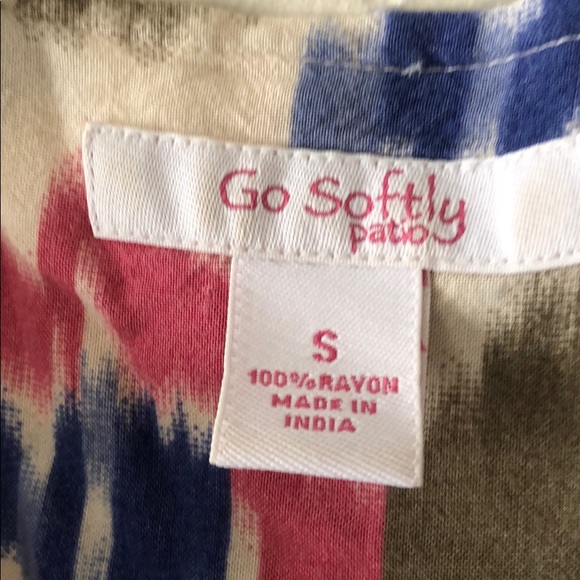 Go Softly
patio
S
100% RAYON
MADE IN
INDIA